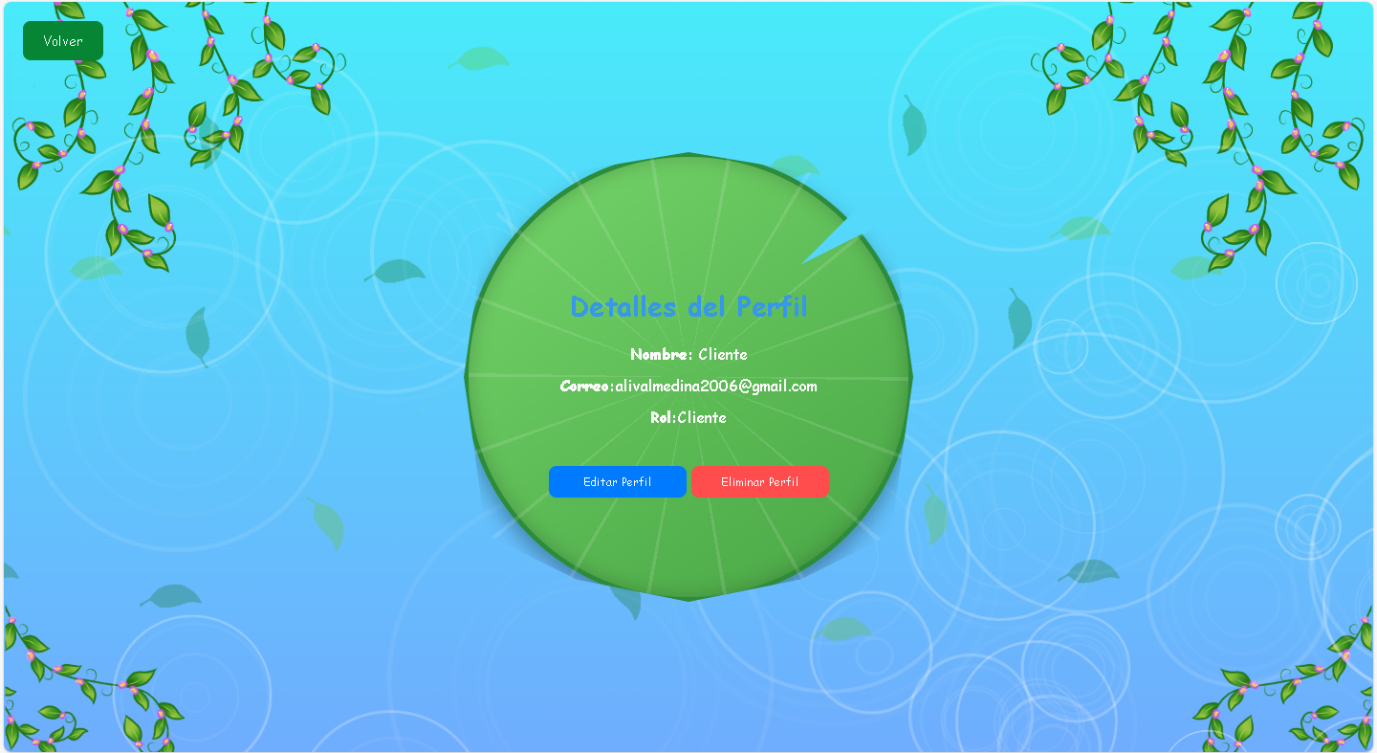 Volver
Detalles del Perfil
Nombre: Cliente
Correo:alivalmedina2006@gmail.com
Rol:Cliente
Editar Perfil Eliminar Perfil